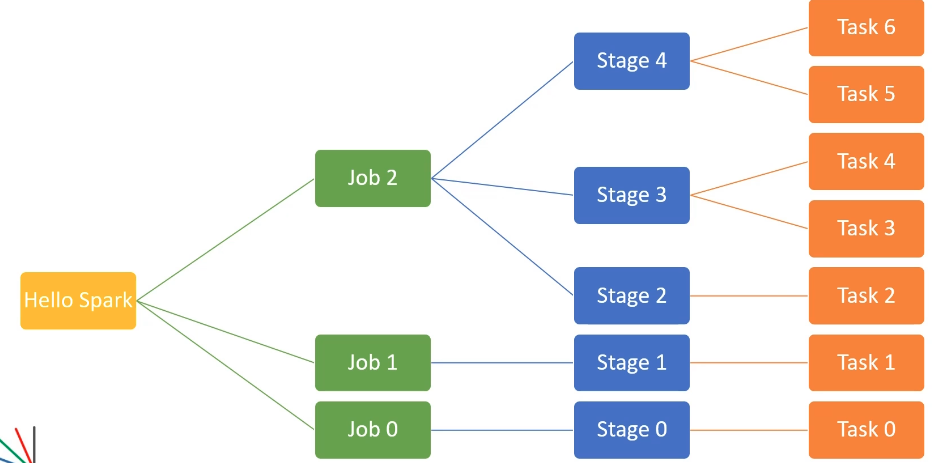 Task 6
Stage 4
Task 5
Task 4
Job 2
Stage 3
Task 3
Hello Spark
Stage 2
Task 2
Job 1
Stage 1
Task 1
Job 0
Stage 0
Task 0